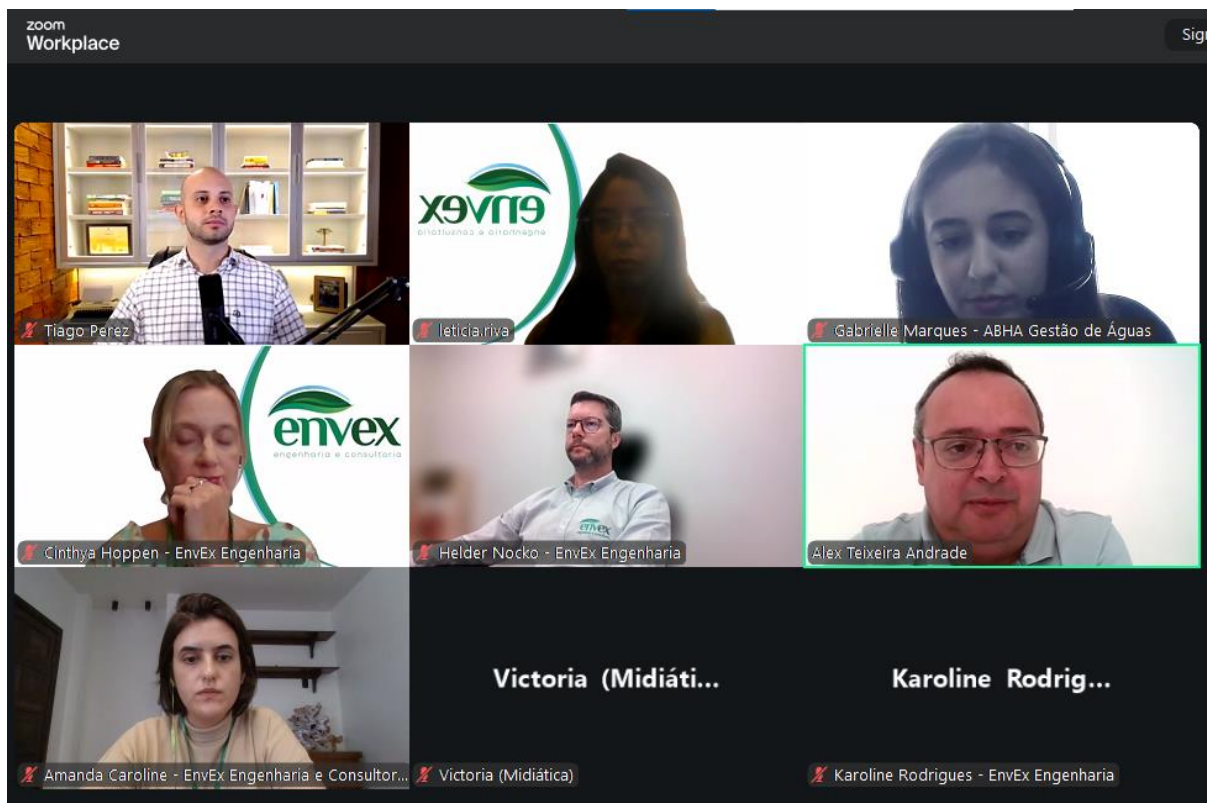 zoom
Workplace
Sign
envex
engenharia e consultoria
Tiago Perez
leticia.riva
Gabrielle Marques - ABHA Gestão de Águas
envex
engenharia e consultoria
envex
Cinthya Hoppen - EnvEx Engenharia
Helder Nocko - EnvEx Engenharia
Alex Teixeira Andrade
Victoria (Midiáti...
Karoline Rodrig...
Amanda Caroline - EnvEx Engenharia e Consultor...
Victoria (Midiática)
Karoline Rodrigues - EnvEx Engenharia